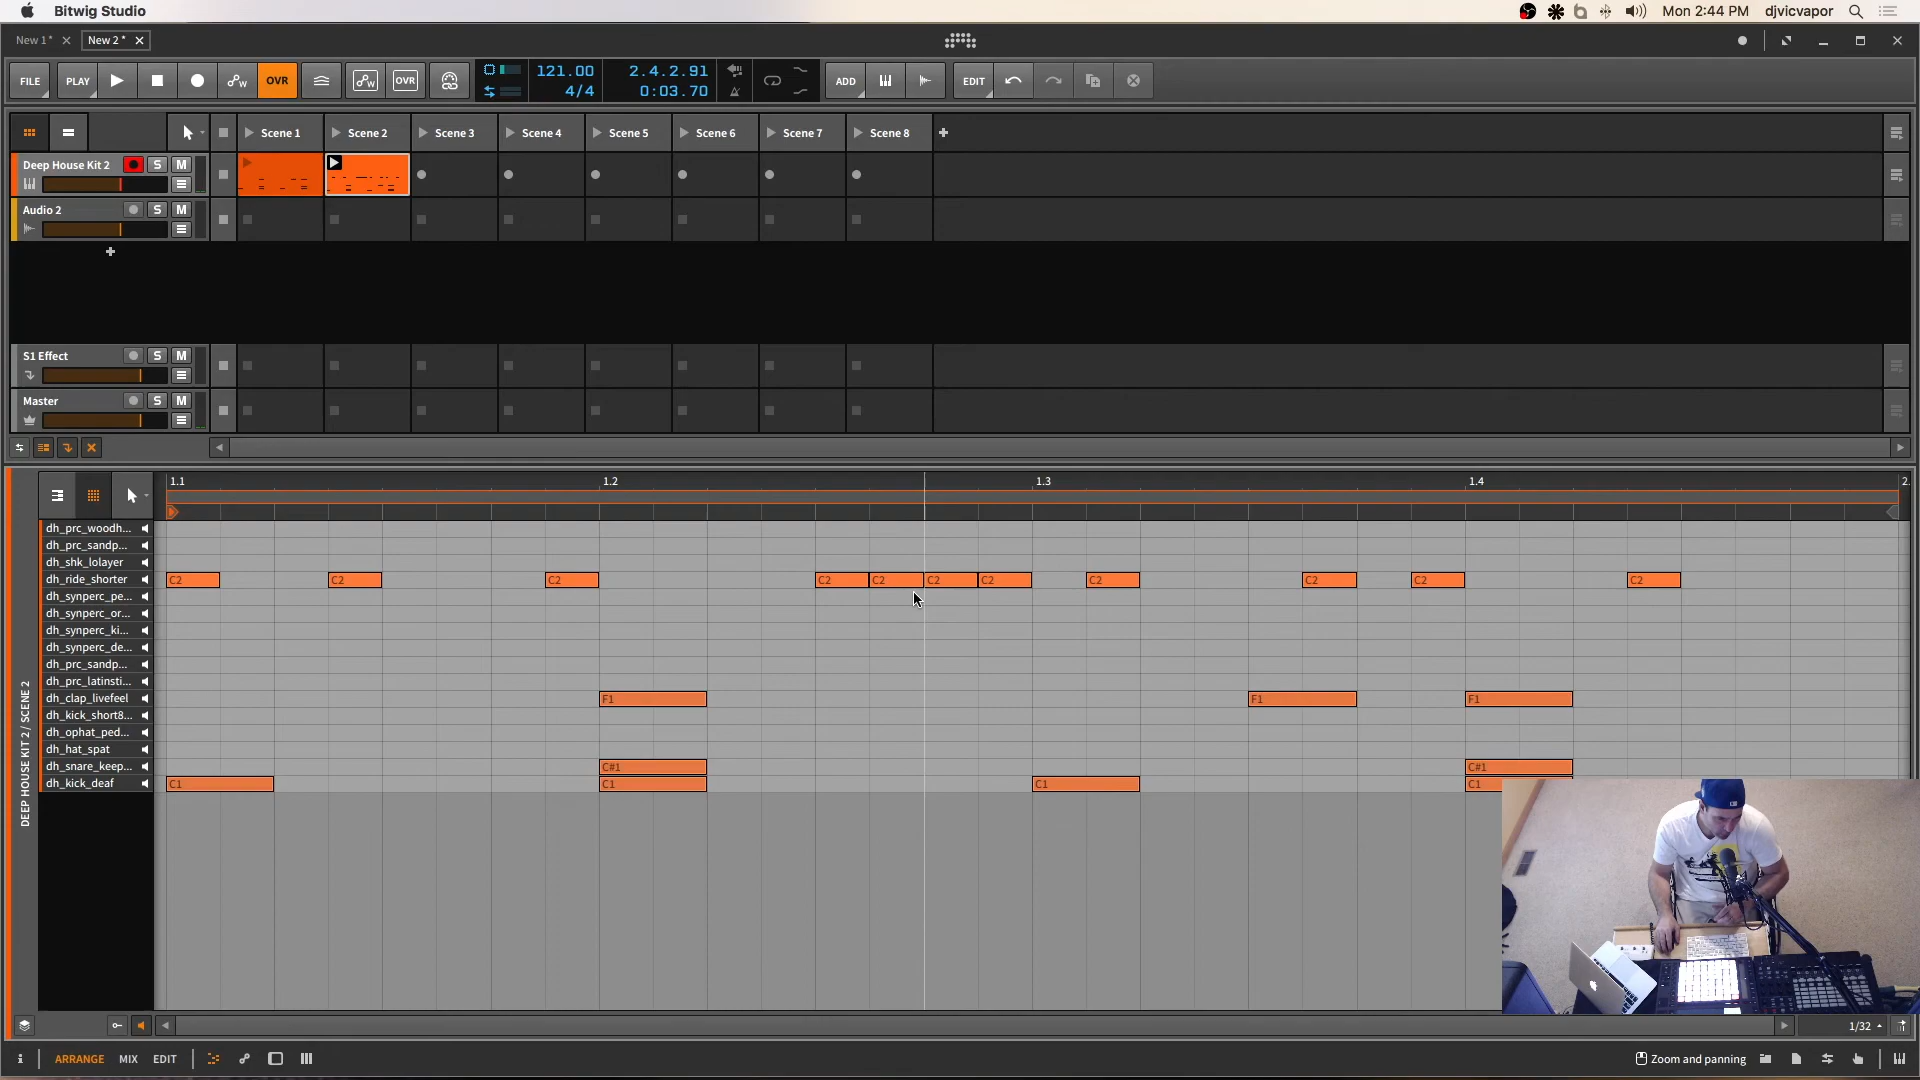 Bitwig Studio
Mon 2:44 PM djvicvapor
New 1 *
New 2 *
FILE PLAY OVR OVR 121.00 2.4.2.91 ADD EDIT
4/4 0:03.70
Scene 1 Scene 2 Scene 3 Scene 4 Scene 5 Scene 6 Scene 7 Scene 8
Deep House Kit 2 S M
Audio 2 S M
S1 Effect S M
Master S M
1.1 1.2 1.3 1.4 2.
dh_prc_woodh...
dh_prc_sandp...
dh_shk_lolayer
dh_ride_shorter C2 C2 C2 C2 C2 C2 C2 C2 C2 C2 C2
dh_synperc_pe...
dh_synperc_or...
dh_synperc_ki...
dh_synperc_de...
dh_prc_sandp...
dh_prc_latinsti...
dh_clap_livefeel F1 F1 F1
dh_kick_short8...
dh_ophat_ped...
dh_hat_spat
dh_snare_keep... C#1 C#1
dh_kick_deaf C1 C1 C1 C1
DEEP HOUSE KIT 2 / SCENE 2
1/32
i ARRANGE MIX EDIT Zoom and panning